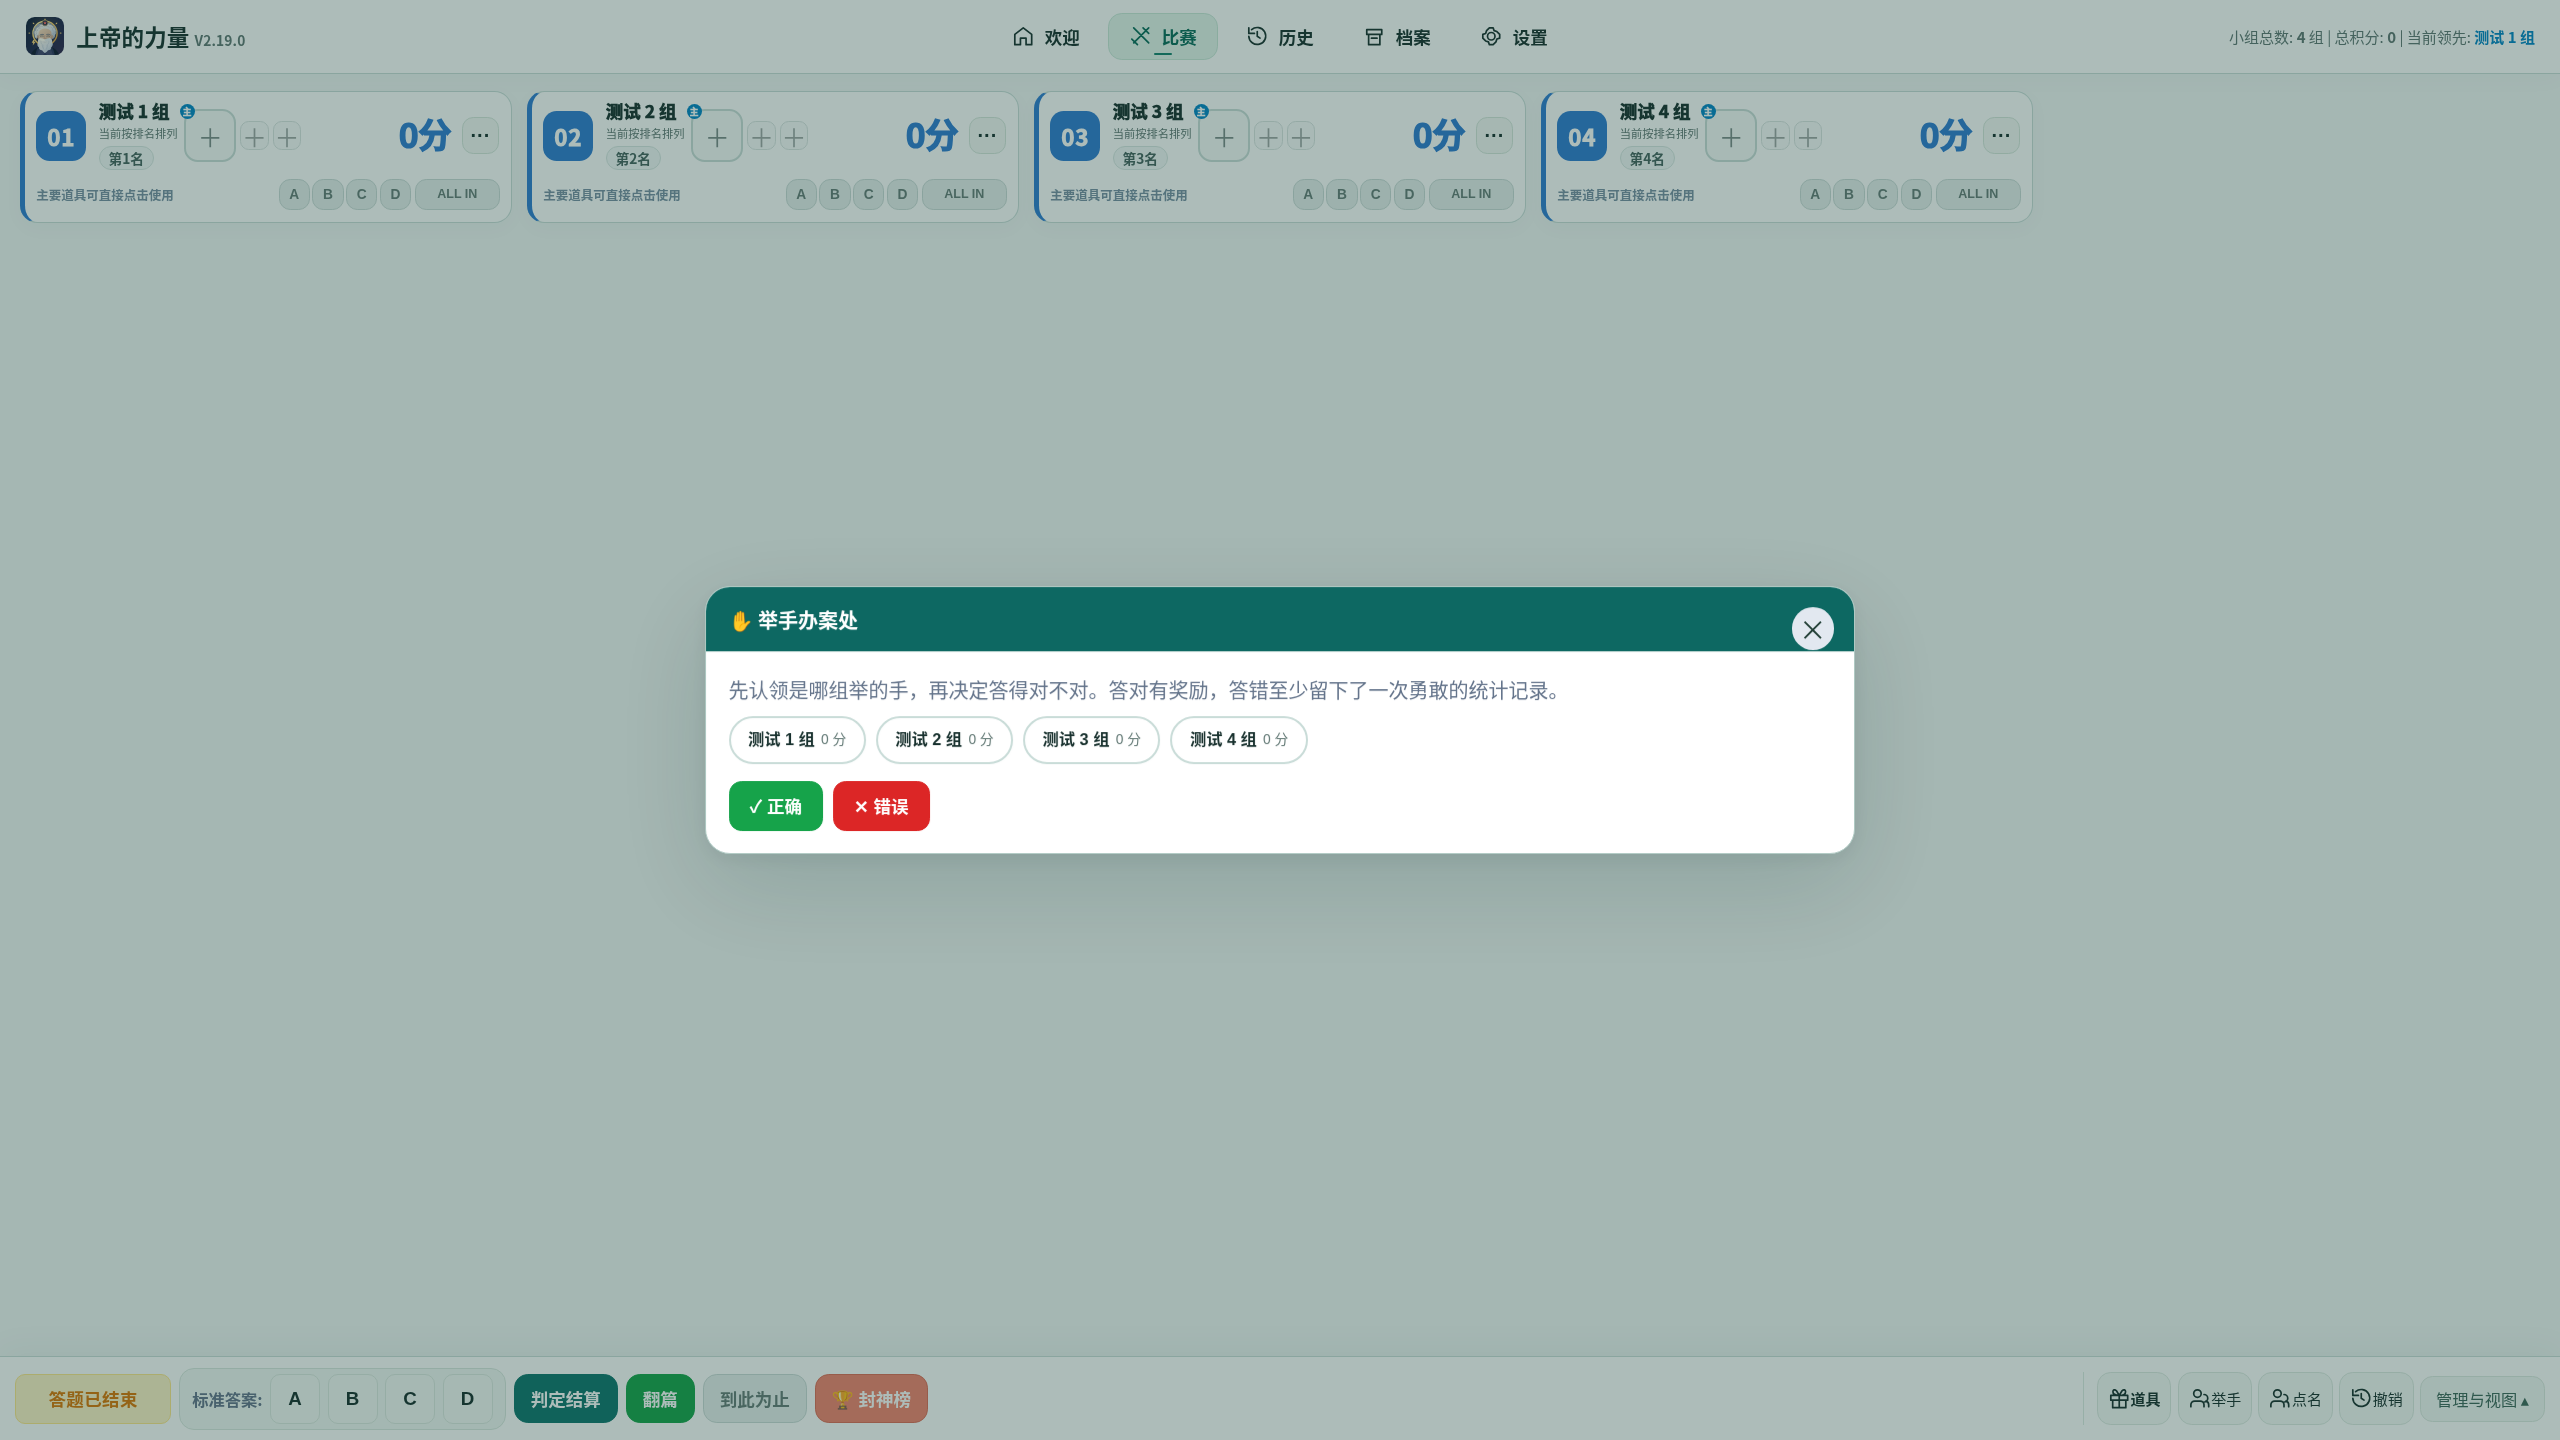 上帝的力量 V2.19.0
欢迎 比赛 历史 档案 设置
小组总数: 4 组 | 总积分: 0 | 当前领先: 测试 1 组
01 测试 1 组 主 0分 ...
当前按排名排列
第1名
主要道具可直接点击使用 A B C D ALL IN
02 测试 2 组 主 0分 ...
当前按排名排列
第2名
主要道具可直接点击使用 A B C D ALL IN
03 测试 3 组 主 0分 ...
当前按排名排列
第3名
主要道具可直接点击使用 A B C D ALL IN
04 测试 4 组 主 0分 ...
当前按排名排列
第4名
主要道具可直接点击使用 A B C D ALL IN
✋ 举手办案处
先认领是哪组举的手，再决定答得对不对。答对有奖励，答错至少留下了一次勇敢的统计记录。
测试 1 组 0 分 测试 2 组 0 分 测试 3 组 0 分 测试 4 组 0 分
✓ 正确 ✕ 错误
答题已结束 标准答案: A B C D 判定结算 翻篇 到此为止 🏆 封神榜 道具 举手 点名 撤销 管理与视图 ▴